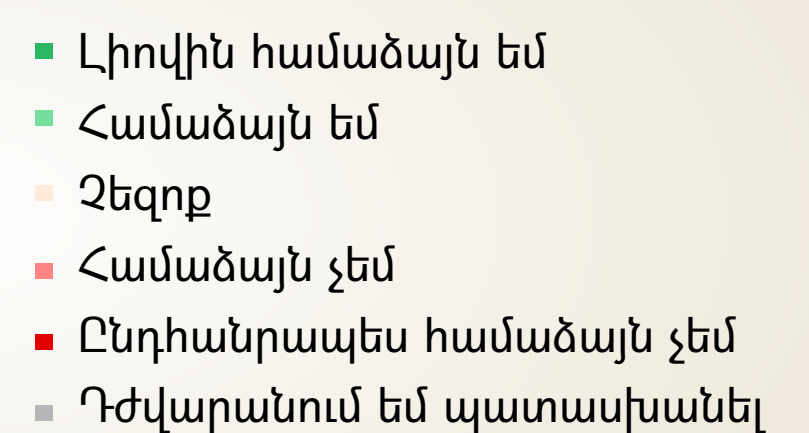 Լիովին համաձայն եմ
Համաձայն եմ
Չեզոք
Համաձայն չեմ
Ընդհանրապես համաձայն չեմ
Դժվարանում եմ պատասխանել